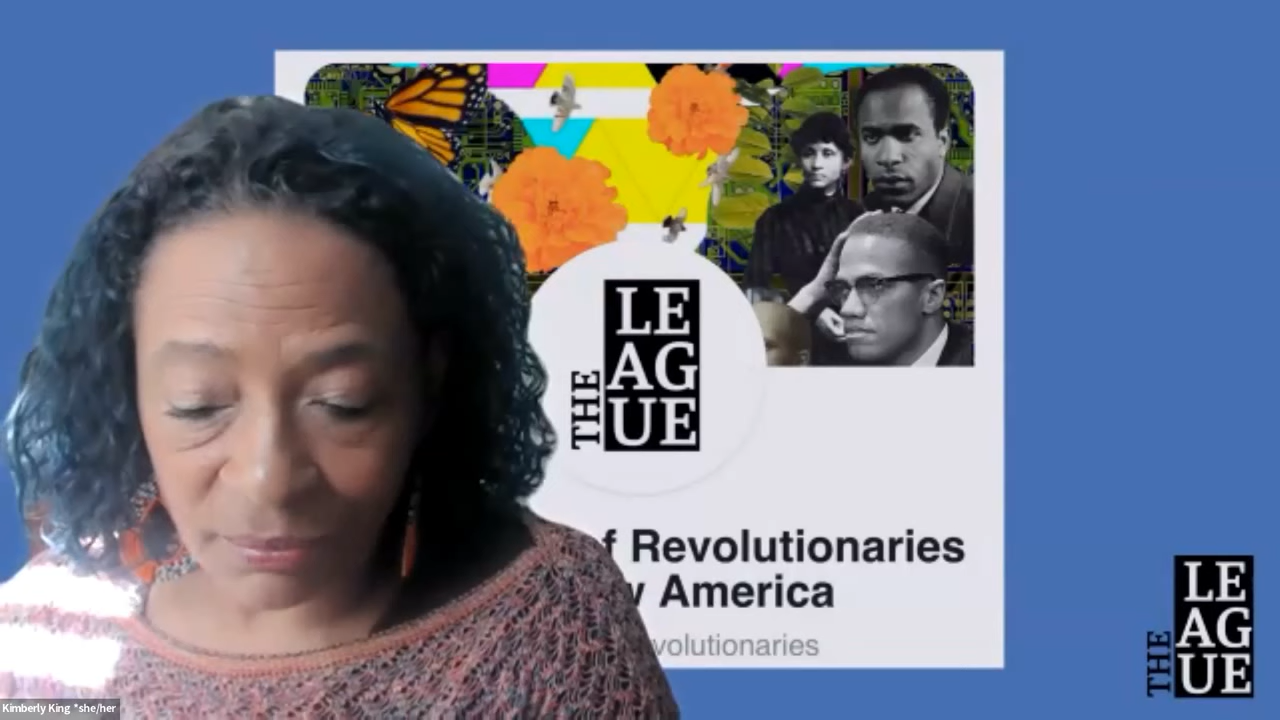 LE
AG
UE
THE
f Revolutionaries
America
volutionaries
LE
AG
UE
THE
Kimberly King *she/her